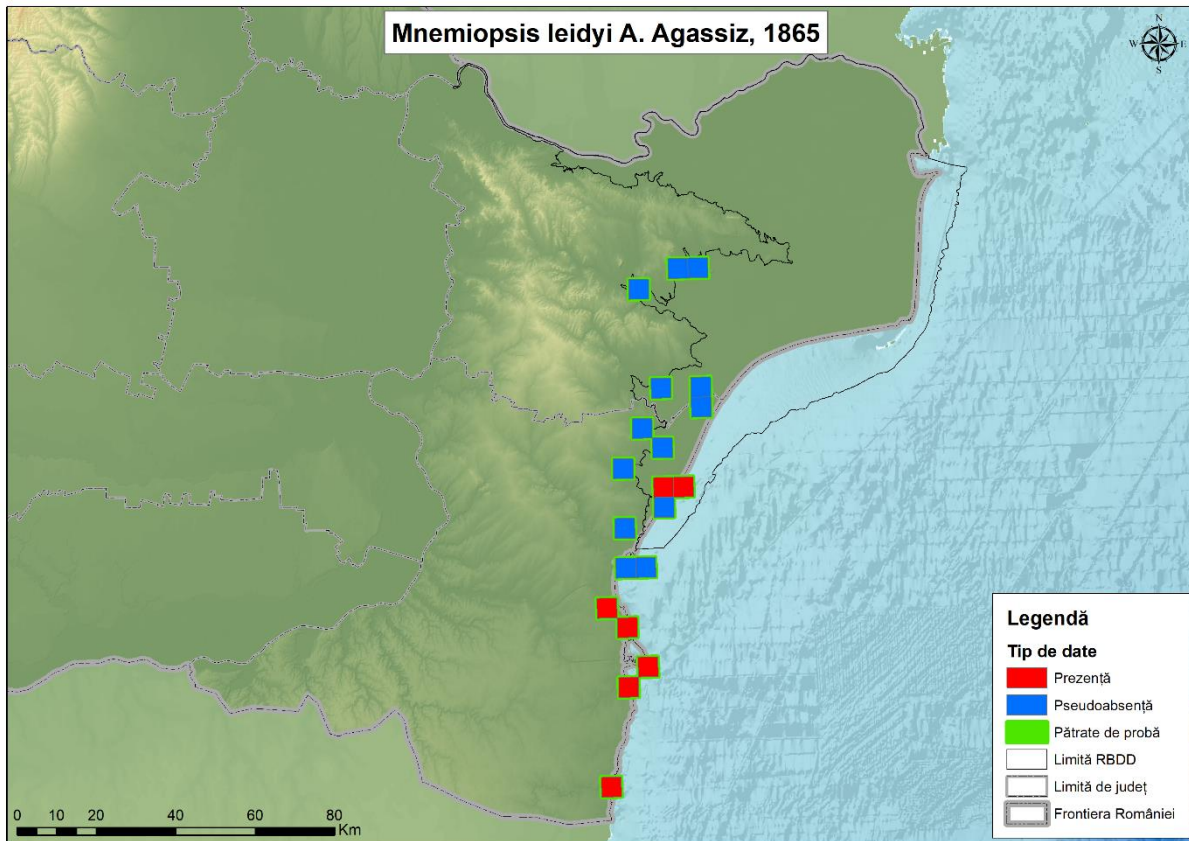 Mnemiopsis leidyi A. Agassiz, 1865
N
W E
S
Legendă
Tip de date
Prezență
Pseudoabsență
Pătrate de probă
Limită RBDD
Limită de județ
Frontiera României
0 10 20 40 60 80
Km